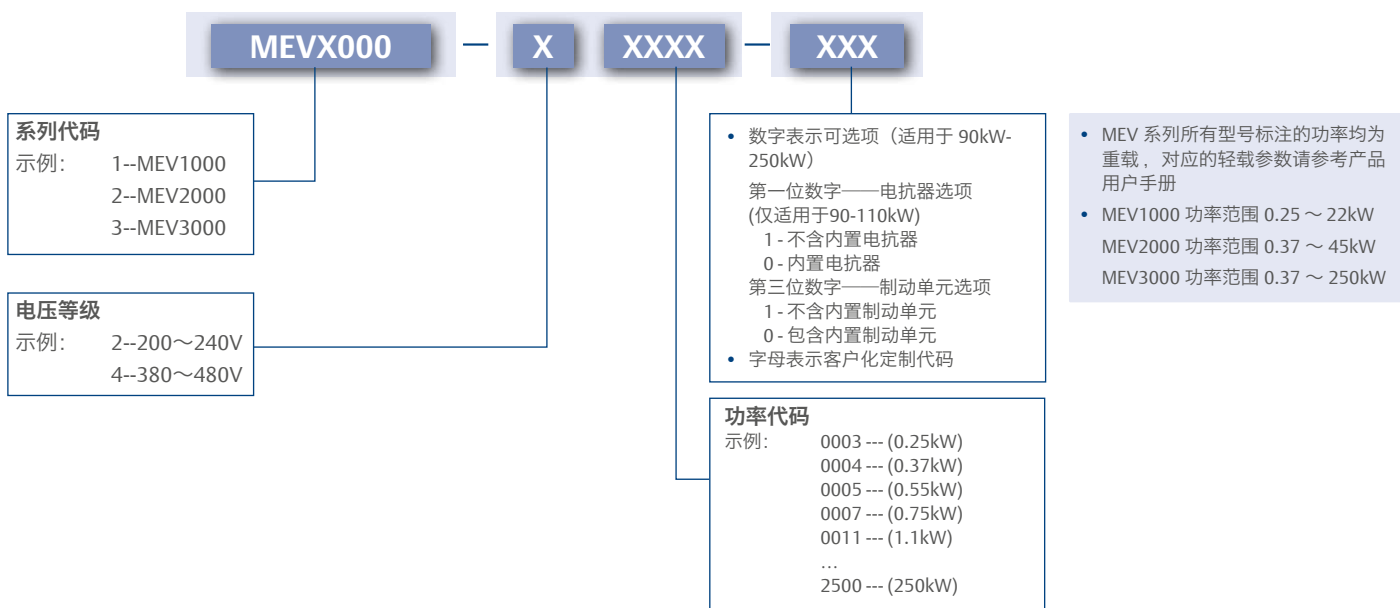 MEVX000 — X XXXX — XXX
系列代码
示例： 1--MEV1000
2--MEV2000
3--MEV3000
电压等级
示例： 2--200～240V
4--380～480V
• 数字表示可选项（适用于 90kW-
250kW）
第一位数字——电抗器选项
(仅适用于90-110kW)
1 - 不含内置电抗器
0 - 内置电抗器
第三位数字——制动单元选项
1 - 不含内置制动单元
0 - 包含内置制动单元
• 字母表示客户化定制代码
功率代码
示例： 0003 --- (0.25kW)
0004 --- (0.37kW)
0005 --- (0.55kW)
0007 --- (0.75kW)
0011 --- (1.1kW)
…
2500 --- (250kW)
• MEV 系列所有型号标注的功率均为
重载，对应的轻载参数请参考产品
用户手册
• MEV1000 功率范围 0.25 ～ 22kW
MEV2000 功率范围 0.37 ～ 45kW
MEV3000 功率范围 0.37 ～ 250kW